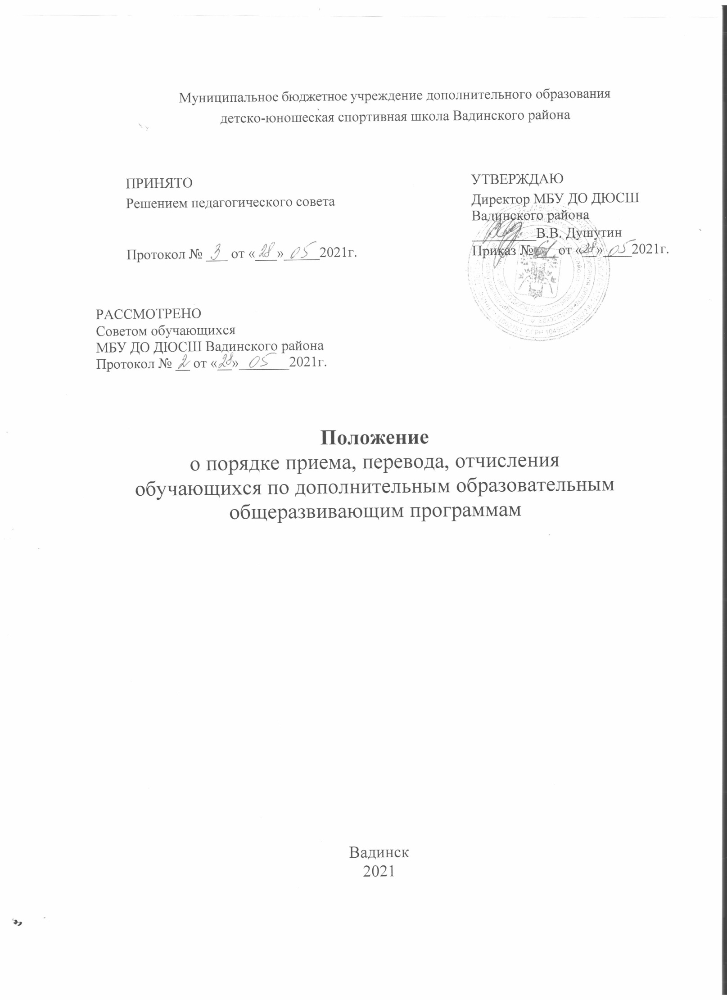 Муниципальное бюджетное учреждение дополнительного образования
детско-юношеская спортивная школа Вадинского района
ПРИНЯТО
Решением педагогического совета
Протокол № 3 от «28» 05 2021г.
УТВЕРЖДАЮ
Директор МБУ ДО ДЮСШ
Вадинского района
В.В. Душутин
Приказ № 61 от «28» 05 2021г.
РАССМОТРЕНО
Советом обучающихся
МБУ ДО ДЮСШ Вадинского района
Протокол № 2 от «28» 05 2021г.
Положение
о порядке приема, перевода, отчисления
обучающихся по дополнительным образовательным
общеразвивающим программам
Вадинск
2021